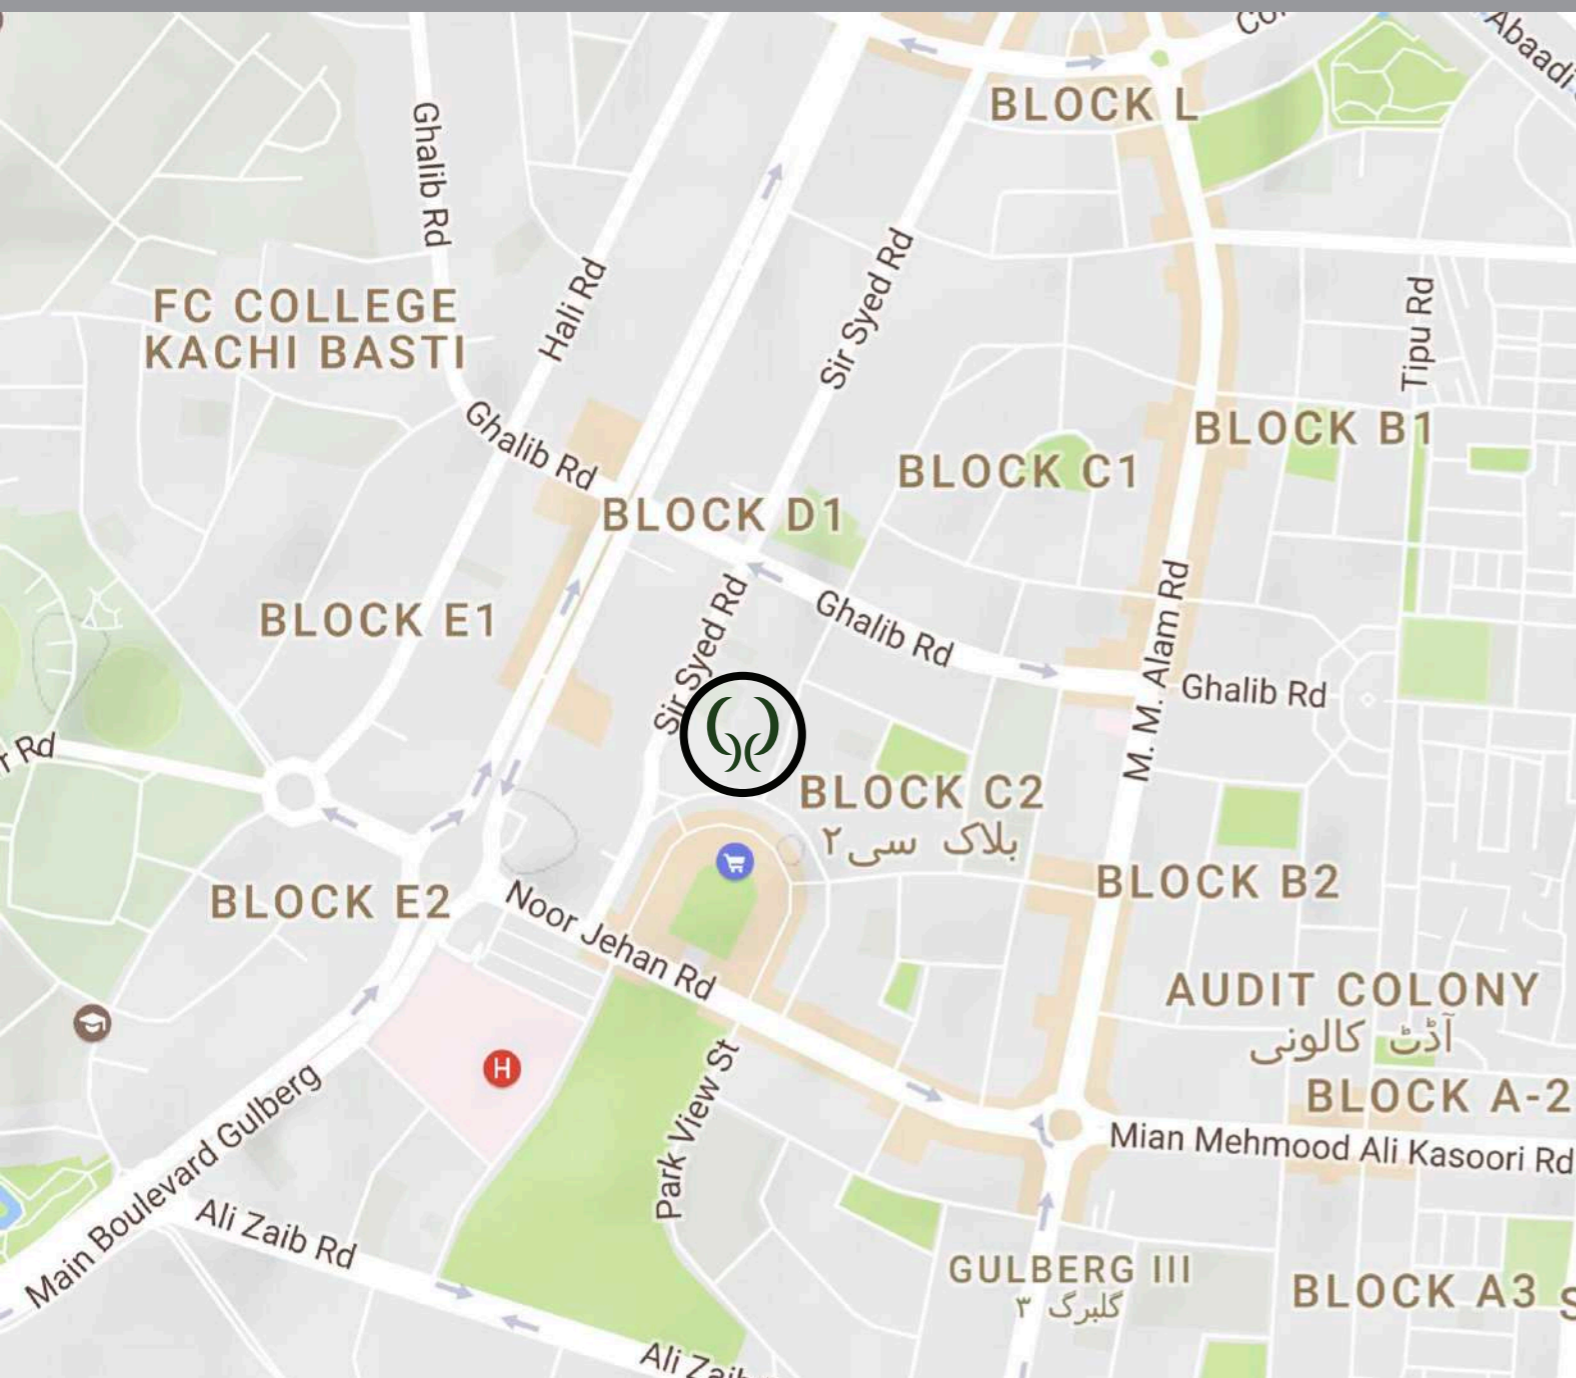 BLOCK L
Abaadi
Ghalib Rd
Sir Syed Rd
Hali Rd
Tipu Rd
FC COLLEGE
KACHI BASTI
Ghalib Rd
BLOCK B1
BLOCK C1
BLOCK D1
BLOCK E1
Sir Syed Rd
Ghalib Rd
M. M. Alam Rd
Ghalib Rd
Rd
BLOCK C2
بلاک سی۲
BLOCK B2
BLOCK E2
Noor Jehan Rd
AUDIT COLONY
آڈٹ کالونی
H
BLOCK A-2
Park View St
Mian Mehmood Ali Kasoori Rd
Main Boulevard Gulberg
Ali Zaib Rd
GULBERG III
گلبرگ ۳
BLOCK A3
Ali Zaib